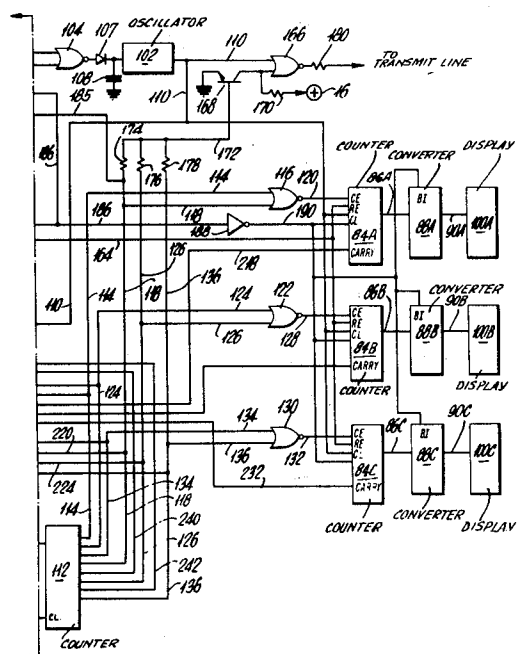 OSCILLATOR
104
107
102
110
166
180
TO
TRANSMIT LINE
108
185
110
168
170
16
174
172
186
176
178
COUNTER
CONVERTER
DISPLAY
116
120
114
CE
RE
CL
86A
BI
88A
90A
100A
186
118
188
190
84A
CARRY
164
126
218
136
118
110
114
124
122
86B
CONVERTER
90B
126
128
CE
RE
CL
84B
CARRY
BI
88B
100B
COUNTER
DISPLAY
124
130
134
86C
90C
220
136
132
CE
RE
CL
84C
CARRY
BI
88C
100C
224
232
134
114
118
240
COUNTER
CONVERTER
DISPLAY
126
112
242
136
CL
COUNTER